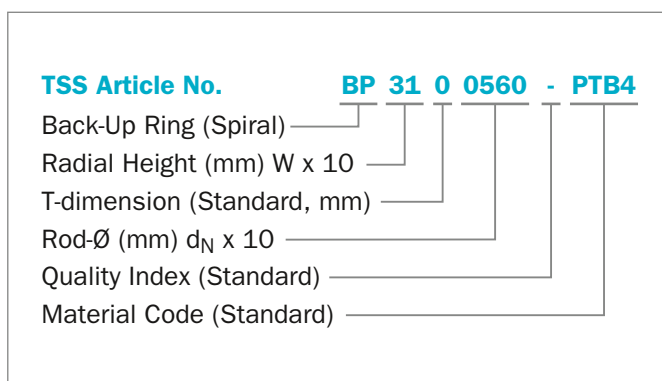 TSS Article No. BP 31 0 0560 - PTB4
Back-Up Ring (Spiral)
Radial Height (mm) W x 10
T-dimension (Standard, mm)
Rod-Ø (mm) dN x 10
Quality Index (Standard)
Material Code (Standard)